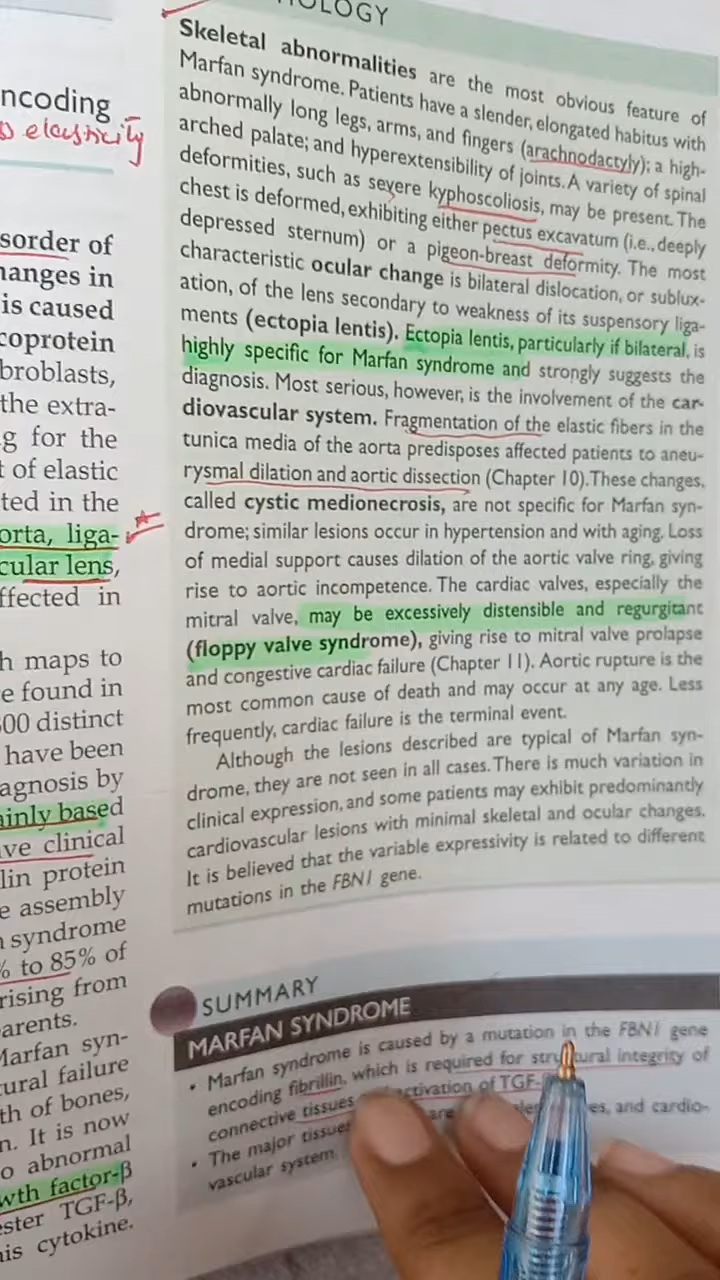 OLOGY
ncoding
elasticity
sorder of
hanges in
is caused
coprotein
broblasts,
the extra-
g for the
t of elastic
ted in the
orta, liga-
cular lens,
ffected in
h maps to
e found in
00 distinct
have been
agnosis by
ainly based
ve clinical
lin protein
e assembly
syndrome
% to 85% of
rising from
arents.
Marfan syn-
tural failure
th of bones,
n. It is now
o abnormal
wth factor-β
ester TGF-β,
is cytokine.
Skeletal abnormalities are the most obvious feature of
Marfan syndrome. Patients have a slender, elongated habitus with
abnormally long legs, arms, and fingers (arachnodactyly); a high-
arched palate; and hyperextensibility of joints. A variety of spinal
deformities, such as severe kyphoscoliosis, may be present. The
chest is deformed, exhibiting either pectus excavatum (i.e., deeply
depressed sternum) or a pigeon-breast deformity. The most
characteristic ocular change is bilateral dislocation, or sublux-
ation, of the lens secondary to weakness of its suspensory liga-
ments (ectopia lentis). Ectopia lentis, particularly if bilateral, is
highly specific for Marfan syndrome and strongly suggests the
diagnosis. Most serious, however, is the involvement of the car-
diovascular system. Fragmentation of the elastic fibers in the
tunica media of the aorta predisposes affected patients to aneu-
rysmal dilation and aortic dissection (Chapter 10). These changes,
called cystic medionecrosis, are not specific for Marfan syn-
drome; similar lesions occur in hypertension and with aging. Loss
of medial support causes dilation of the aortic valve ring, giving
rise to aortic incompetence. The cardiac valves, especially the
mitral valve, may be excessively distensible and regurgitant
(floppy valve syndrome), giving rise to mitral valve prolapse
and congestive cardiac failure (Chapter 11). Aortic rupture is the
most common cause of death and may occur at any age. Less
frequently, cardiac failure is the terminal event.
Although the lesions described are typical of Marfan syn-
drome, they are not seen in all cases. There is much variation in
clinical expression, and some patients may exhibit predominantly
cardiovascular lesions with minimal skeletal and ocular changes.
It is believed that the variable expressivity is related to different
mutations in the FBN1 gene.
SUMMARY
MARFAN SYNDROME
• Marfan syndrome is caused by a mutation in the FBN1 gene
encoding fibrillin, which is required for structural integrity of
connective tissues ctivation of TGF-
• The major tissue are es, and cardio-
vascular system.